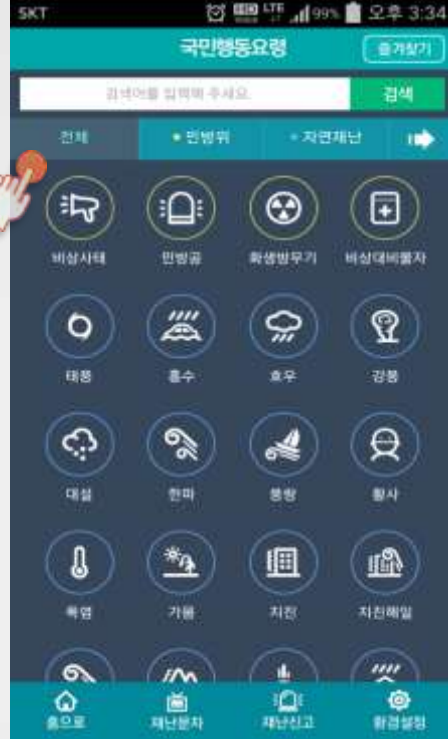 SKT LTE 99% 오후 3:34
국민행동요령 즐겨찾기
검색어를 입력해 주세요. 검색
전체 민방위 자연재난
비상사태 민방공 화생방무기 비상대비물자
태풍 홍수 호우 강풍
대설 한파 풍랑 황사
폭염 가뭄 지진 지진해일
홈으로 재난문자 재난신고 환경설정